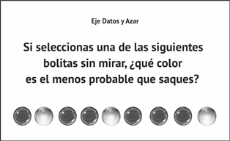 Eje Datos y Azar
Si seleccionas una de las siguientes
bolitas sin mirar, ¿qué color
es el menos probable que saques?